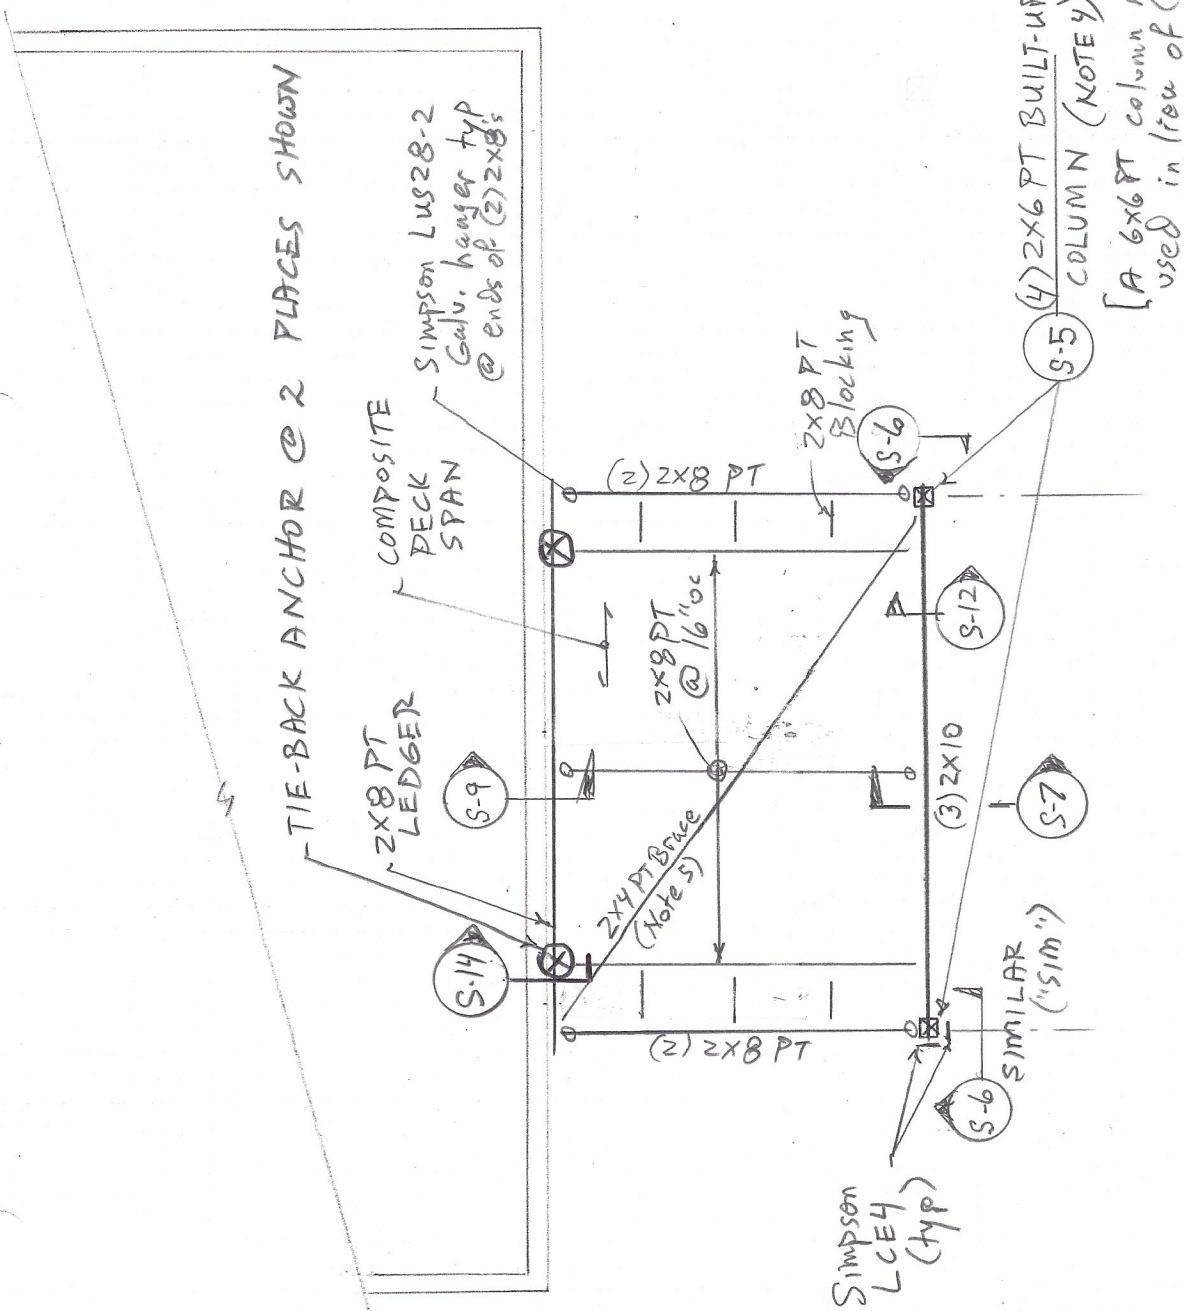 TIE-BACK ANCHOR @ 2 PLACES SHOWN
2X8 PT
LEDGER
COMPOSITE
DECK
SPAN
Simpson LUS28-2
Galv. hanger typ
@ ends of (2)2x8's
S-14
S-9
(2) 2X8 PT
2X8 PT
Blocking
S-6
2X8 PT
@ 16" oc
2X4 PT Brace
(Note 5)
(2) 2X8 PT
(3) 2X10
S-12
S-7
S-5
(4) 2X6 PT BUILT-UP
COLUMN (NOTE 4)
[A 6x6 PT column
used in lieu of (
Simpson
LCE4
(typ)
S-6
SIMILAR
("SIM")